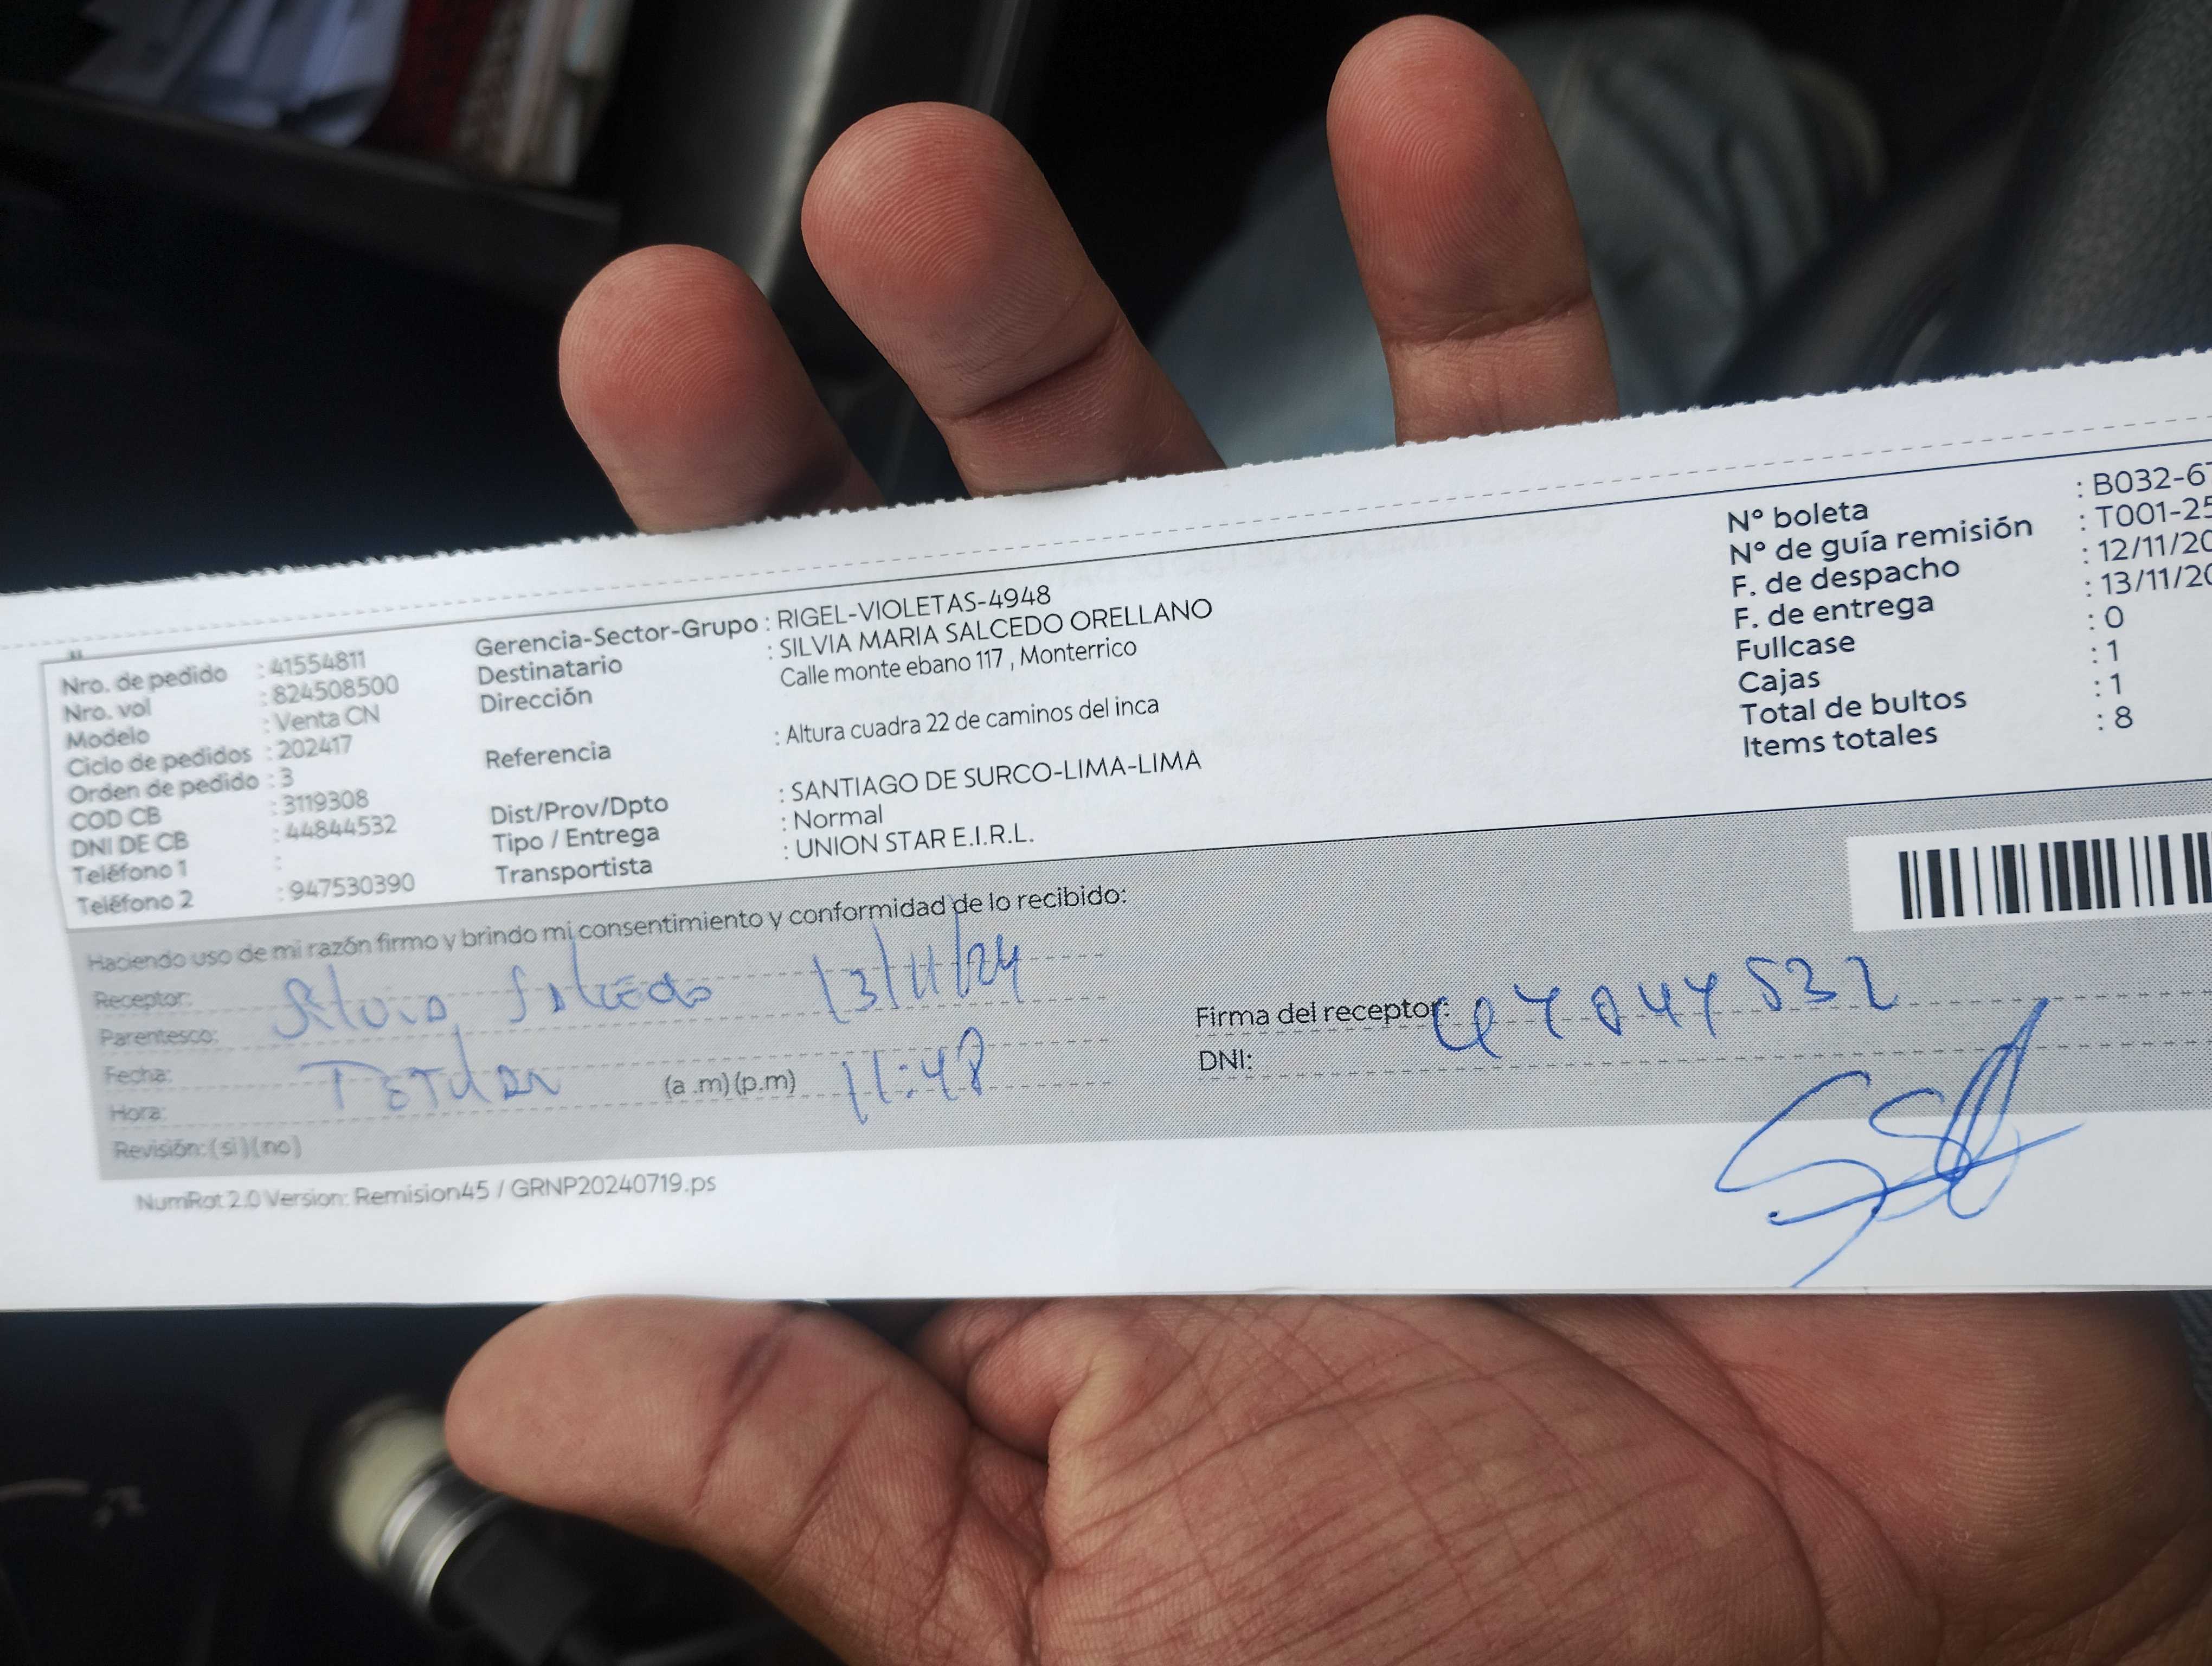 Nro. de pedido : 41554811
Nro. vol : 824508500
Modelo : Venta CN
Ciclo de pedidos : 202417
Orden de pedido : 3
COD CB : 3119308
DNI DE CB : 44844532
Teléfono 1 :
Teléfono 2 : 947530390
Gerencia-Sector-Grupo : RIGEL-VIOLETAS-4948
Destinatario : SILVIA MARIA SALCEDO ORELLANO
Dirección Calle monte ebano 117 , Monterrico
Referencia : Altura cuadra 22 de caminos del inca
Dist/Prov/Dpto : SANTIAGO DE SURCO-LIMA-LIMA
Tipo / Entrega : Normal
Transportista : UNION STAR E.I.R.L.
N° boleta : B032-6
N° de guía remisión : T001-25
F. de despacho : 12/11/20
F. de entrega : 13/11/20
Fullcase : 0
Cajas : 1
Total de bultos : 1
Items totales : 8
Haciendo uso de mi razón firmo y brindo mi consentimiento y conformidad de lo recibido:
Receptor: Silvia Salcedo 13/11/24
Parentesco:
Fecha: Titular
Hora: (a .m) (p.m) 11:48
Revisión: (si) (no)
Firma del receptor:
DNI:
NumRot 2.0 Version: Remision45 / GRNP20240719.ps